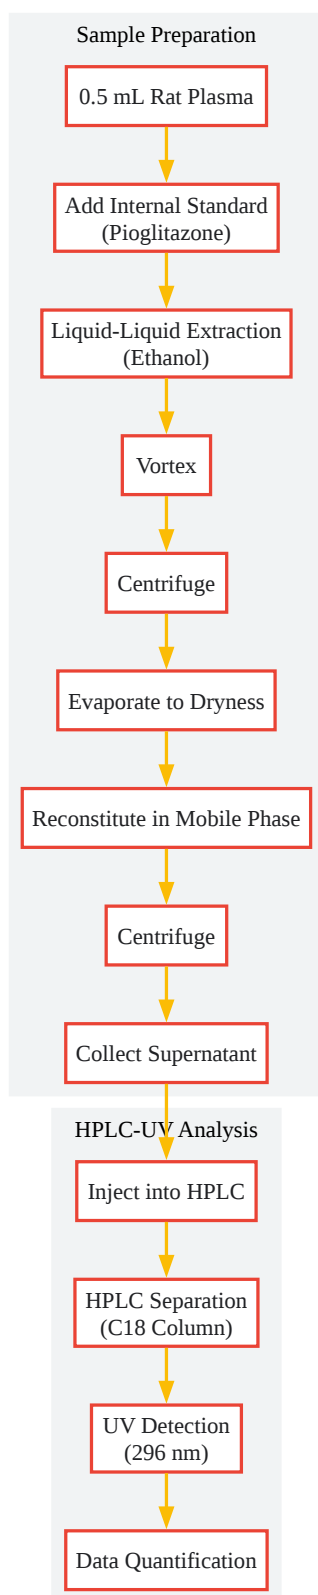 Sample Preparation
0.5 mL Rat Plasma
Add Internal Standard
(Pioglitazone)
Liquid-Liquid Extraction
(Ethanol)
Vortex
Centrifuge
Evaporate to Dryness
Reconstitute in Mobile Phase
Centrifuge
Collect Supernatant
HPLC-UV Analysis
Inject into HPLC
HPLC Separation
(C18 Column)
UV Detection
(296 nm)
Data Quantification